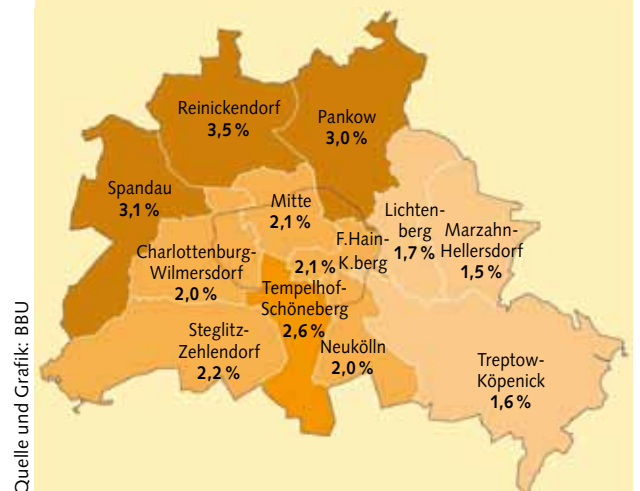 Reinickendorf
3,5 %
Pankow
3,0 %
Spandau
3,1 %
Mitte
2,1 %
Lichten-
berg
1,7 %
Marzahn-
Hellersdorf
1,5 %
F.Hain-
K.berg
2,1 %
Charlottenburg-
Wilmersdorf
2,0 %
Tempelhof-
Schöneberg
2,6 %
Steglitz-
Zehlendorf
2,2 %
Neukölln
2,0 %
Treptow-
Köpenick
1,6 %
Quelle und Grafik: BBU